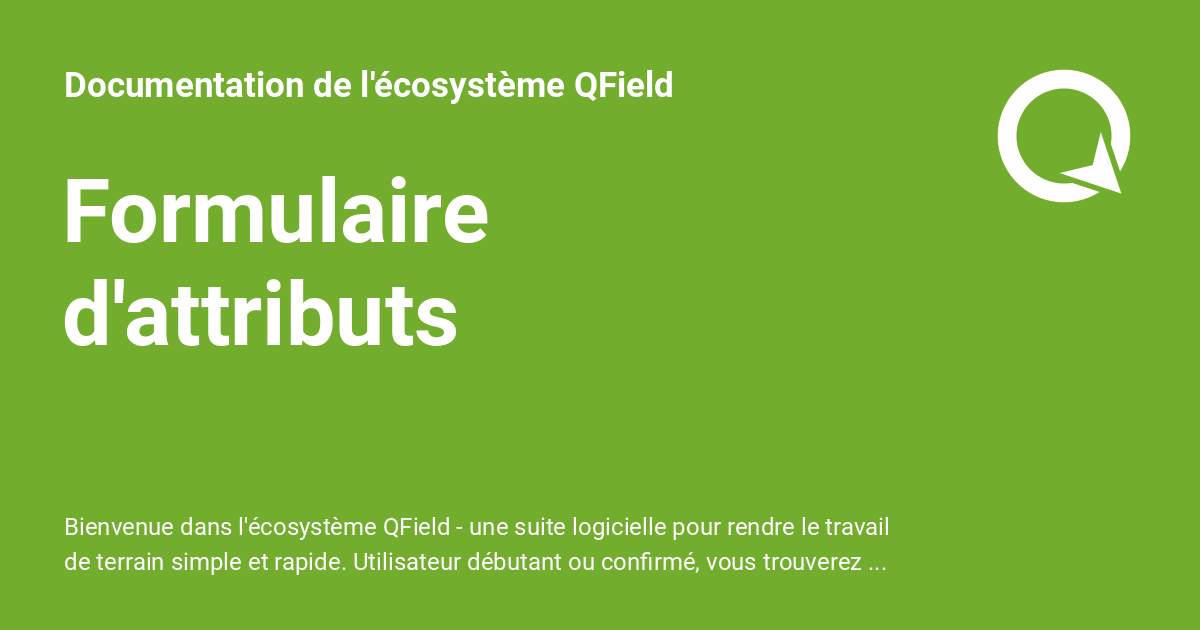 Documentation de l'écosystème QField
Formulaire
d'attributs
Bienvenue dans l'écosystème QField - une suite logicielle pour rendre le travail
de terrain simple et rapide. Utilisateur débutant ou confirmé, vous trouverez ...